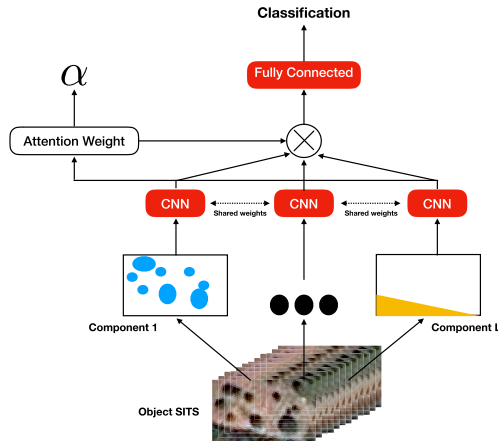 Classification
Fully Connected
α
Attention Weight
CNN
CNN
CNN
Shared weights
Shared weights
Component 1
Component L
Object SITS